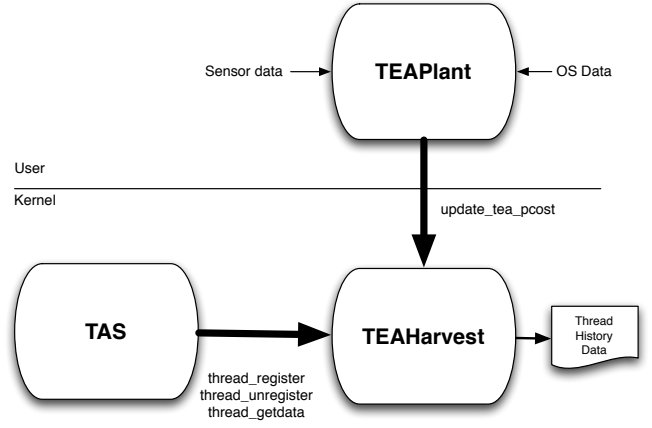 TEAPlant
Sensor data
OS Data
User
Kernel
update_tea_pcost
TAS
TEAHarvest
Thread
History
Data
thread_register
thread_unregister
thread_getdata